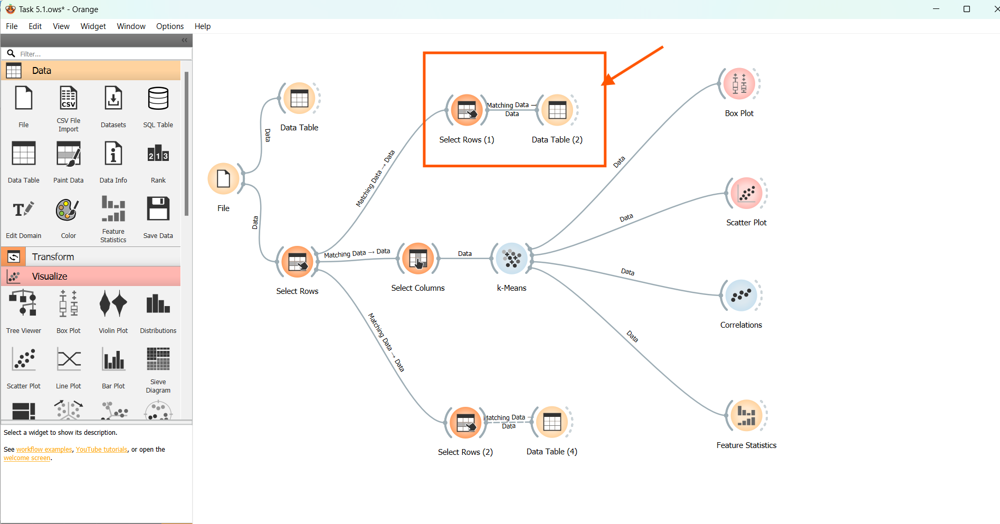 Task 5.1.ows* - Orange
File Edit View Widget Window Options Help
Filter...
Data
File
CSV File
Import
Datasets
SQL Table
Data Table
Paint Data
Data Info
Rank
Edit Domain
Color
Feature
Statistics
Save Data
Transform
Visualize
Tree Viewer
Box Plot
Violin Plot
Distributions
Scatter Plot
Line Plot
Bar Plot
Sieve
Diagram
Select a widget to show its description.
See workflow examples, YouTube tutorials, or open the
welcome screen.
File
Data
Data Table
Data
Select Rows
Matching Data → Data
Select Rows (1)
Matching Data →
Data
Data Table (2)
Matching Data → Data
Select Columns
Data
k-Means
Matching Data → Data
Select Rows (2)
Matching Data →
Data
Data Table (4)
Data
Box Plot
Data
Scatter Plot
Data
Correlations
Data
Feature Statistics